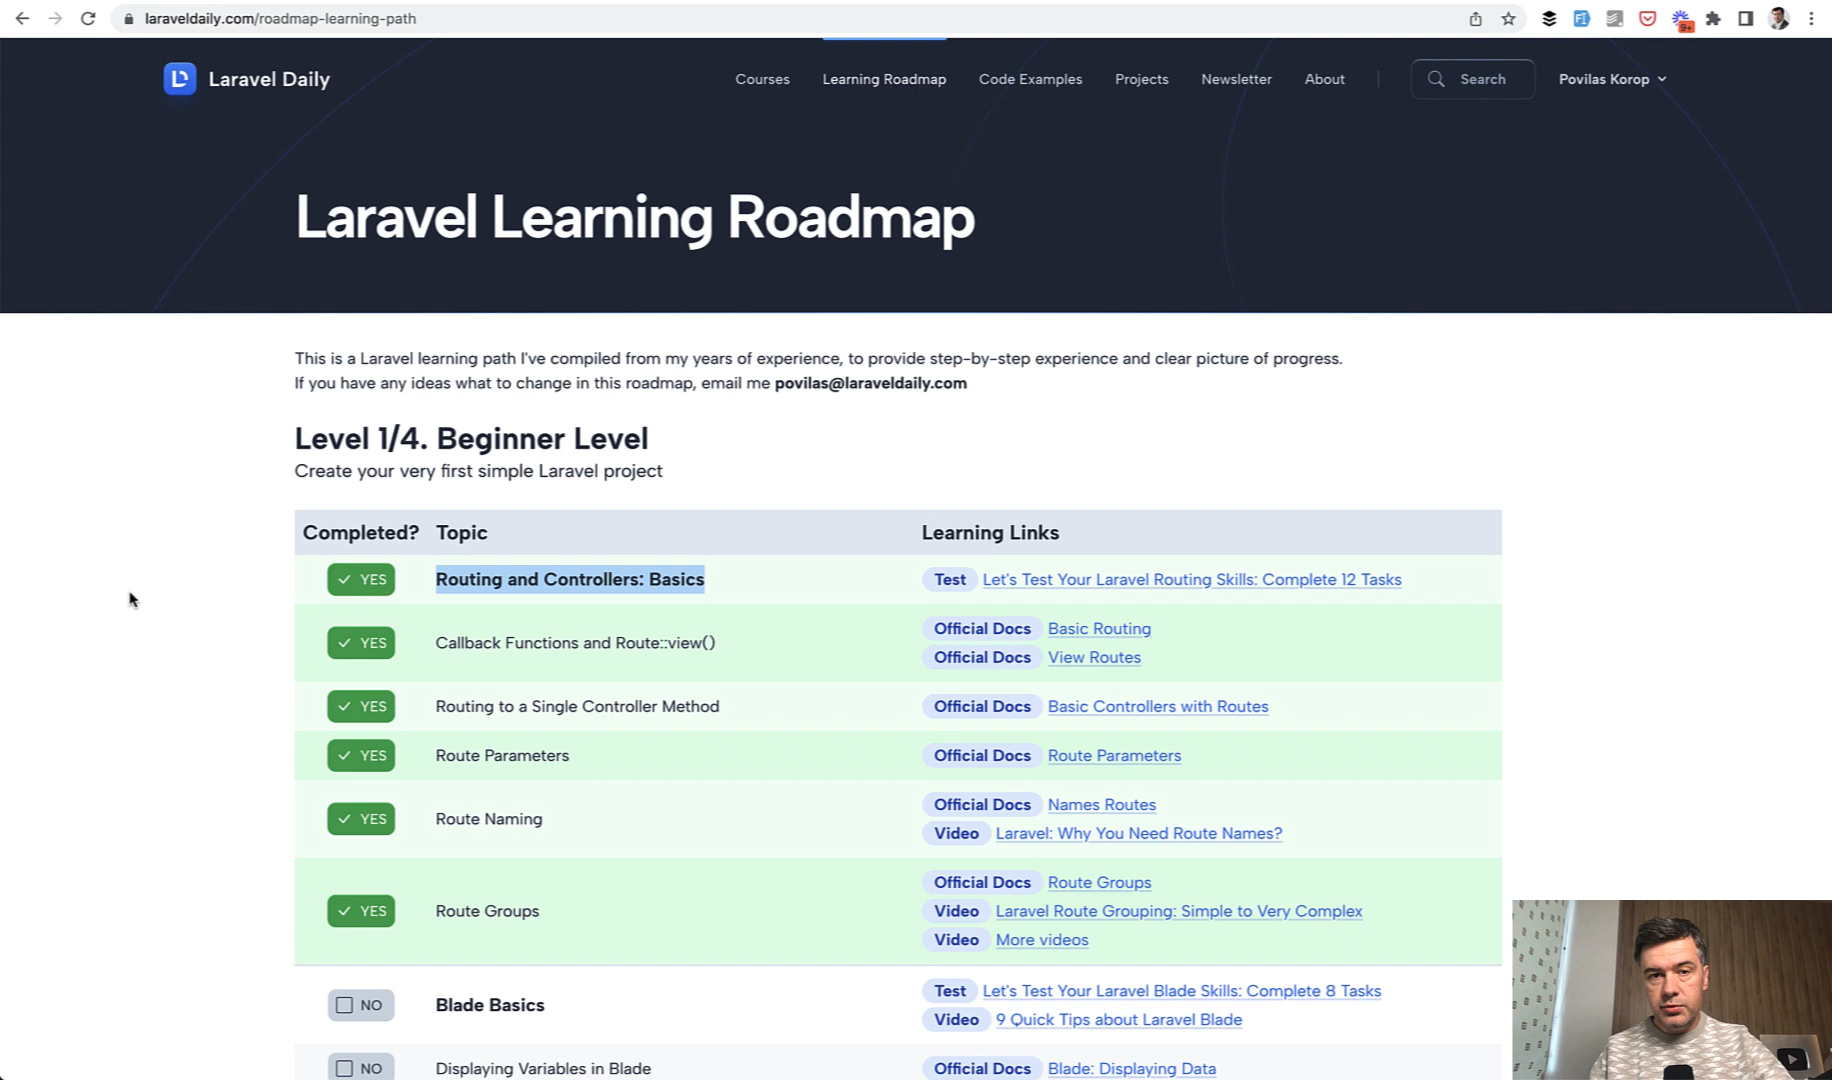 laraveldaily.com/roadmap-learning-path
9+
Laravel Daily
Courses
Learning Roadmap
Code Examples
Projects
Newsletter
About
Search
Povilas Korop
Laravel Learning Roadmap
This is a Laravel learning path I've compiled from my years of experience, to provide step-by-step experience and clear picture of progress.
If you have any ideas what to change in this roadmap, email me povilas@laraveldaily.com
Level 1/4. Beginner Level
Create your very first simple Laravel project
Completed? Topic Learning Links
YES Routing and Controllers: Basics Test Let's Test Your Laravel Routing Skills: Complete 12 Tasks
YES Callback Functions and Route::view() Official Docs Basic Routing
Official Docs View Routes
YES Routing to a Single Controller Method Official Docs Basic Controllers with Routes
YES Route Parameters Official Docs Route Parameters
YES Route Naming Official Docs Names Routes
Video Laravel: Why You Need Route Names?
YES Route Groups Official Docs Route Groups
Video Laravel Route Grouping: Simple to Very Complex
Video More videos
NO Blade Basics Test Let's Test Your Laravel Blade Skills: Complete 8 Tasks
Video 9 Quick Tips about Laravel Blade
NO Displaying Variables in Blade Official Docs Blade: Displaying Data